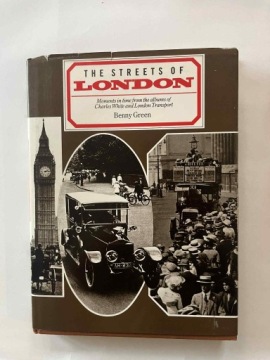 THE STREETS OF
LONDON
Moments in time from the albums of
Charles White and London Transport
Benny Green